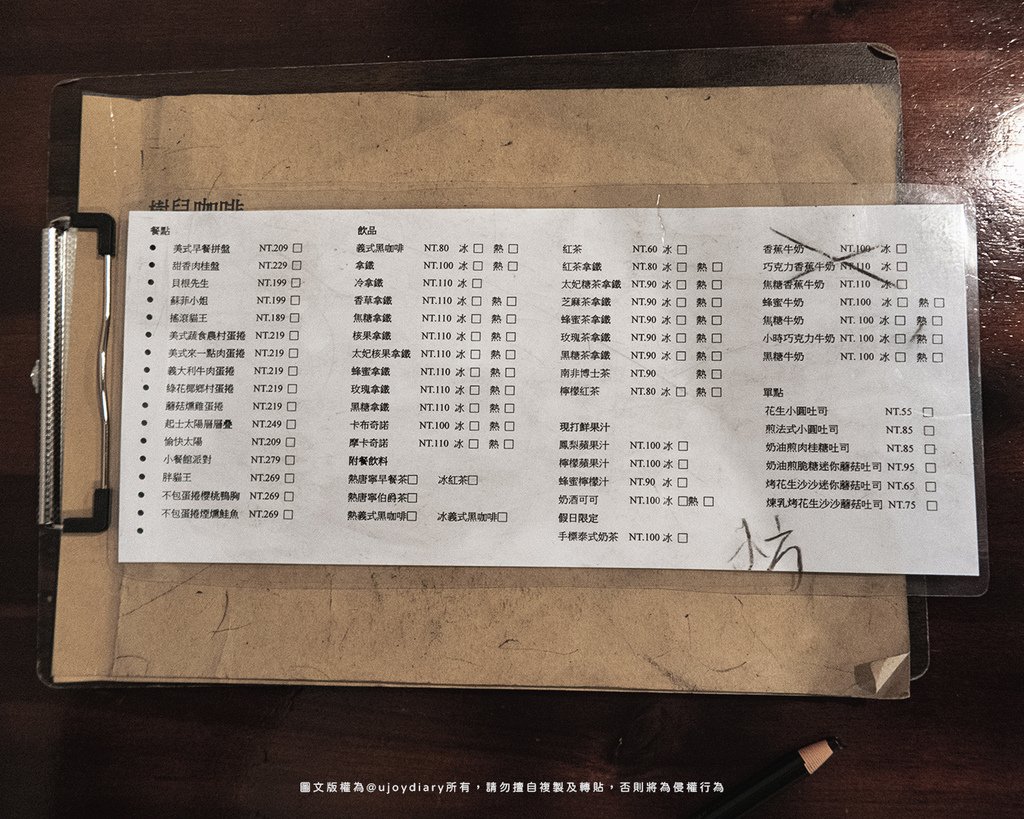 樹兒咖啡
餐點
美式早餐拼盤 NT.209
甜香肉桂盤 NT.229
貝根先生 NT.199
蘇菲小姐 NT.199
搖滾貓王 NT.189
美式蔬食農村蛋捲 NT.219
美式來一點肉蛋捲 NT.219
義大利牛肉蛋捲 NT.219
綠花椰鄉村蛋捲 NT.219
蘑菇燻雞蛋捲 NT.219
起士太陽層層疊 NT.249
愉快太陽 NT.209
小餐館派對 NT.279
胖貓王 NT.269
不包蛋捲櫻桃鴨胸 NT.269
不包蛋捲煙燻鮭魚 NT.269
飲品
義式黑咖啡 NT.80 冰 熱
拿鐵 NT.100 冰 熱
冷拿鐵 NT.110 冰
香草拿鐵 NT.110 冰 熱
焦糖拿鐵 NT.110 冰 熱
核果拿鐵 NT.110 冰 熱
太妃核果拿鐵 NT.110 冰 熱
蜂蜜拿鐵 NT.110 冰 熱
玫瑰拿鐵 NT.110 冰 熱
黑糖拿鐵 NT.110 冰 熱
卡布奇諾 NT.100 冰 熱
摩卡奇諾 NT.110 冰 熱
附餐飲料
熱唐寧早餐茶 冰紅茶
熱唐寧伯爵茶
熱義式黑咖啡 冰義式黑咖啡
紅茶 NT.60 冰
紅茶拿鐵 NT.80 冰 熱
太妃糖茶拿鐵 NT.90 冰 熱
芝麻茶拿鐵 NT.90 冰 熱
蜂蜜茶拿鐵 NT.90 冰 熱
玫瑰茶拿鐵 NT.90 冰 熱
黑糖茶拿鐵 NT.90 冰 熱
南非博士茶 NT.90 熱
檸檬紅茶 NT.80 冰 熱
現打鮮果汁
鳳梨蘋果汁 NT.100 冰
檸檬蘋果汁 NT.100 冰
蜂蜜檸檬汁 NT.90 冰
奶酒可可 NT.100 冰 熱
假日限定
手標泰式奶茶 NT.100 冰
香蕉牛奶 NT.100 冰
巧克力香蕉牛奶 NT.110 冰
焦糖香蕉牛奶 NT.110 冰
蜂蜜牛奶 NT.100 冰 熱
焦糖牛奶 NT. 100 冰 熱
小時巧克力牛奶 NT. 100 冰 熱
黑糖牛奶 NT. 100 冰 熱
單點
花生小圓吐司 NT.55
煎法式小圓吐司 NT.85
奶油煎肉桂糖吐司 NT.85
奶油煎脆糖迷你蘑菇吐司 NT.95
烤花生沙沙迷你蘑菇吐司 NT.65
煉乳烤花生沙沙蘑菇吐司 NT.75
圖文版權為@ujoydiary所有，請勿擅自複製及轉貼，否則將為侵權行為